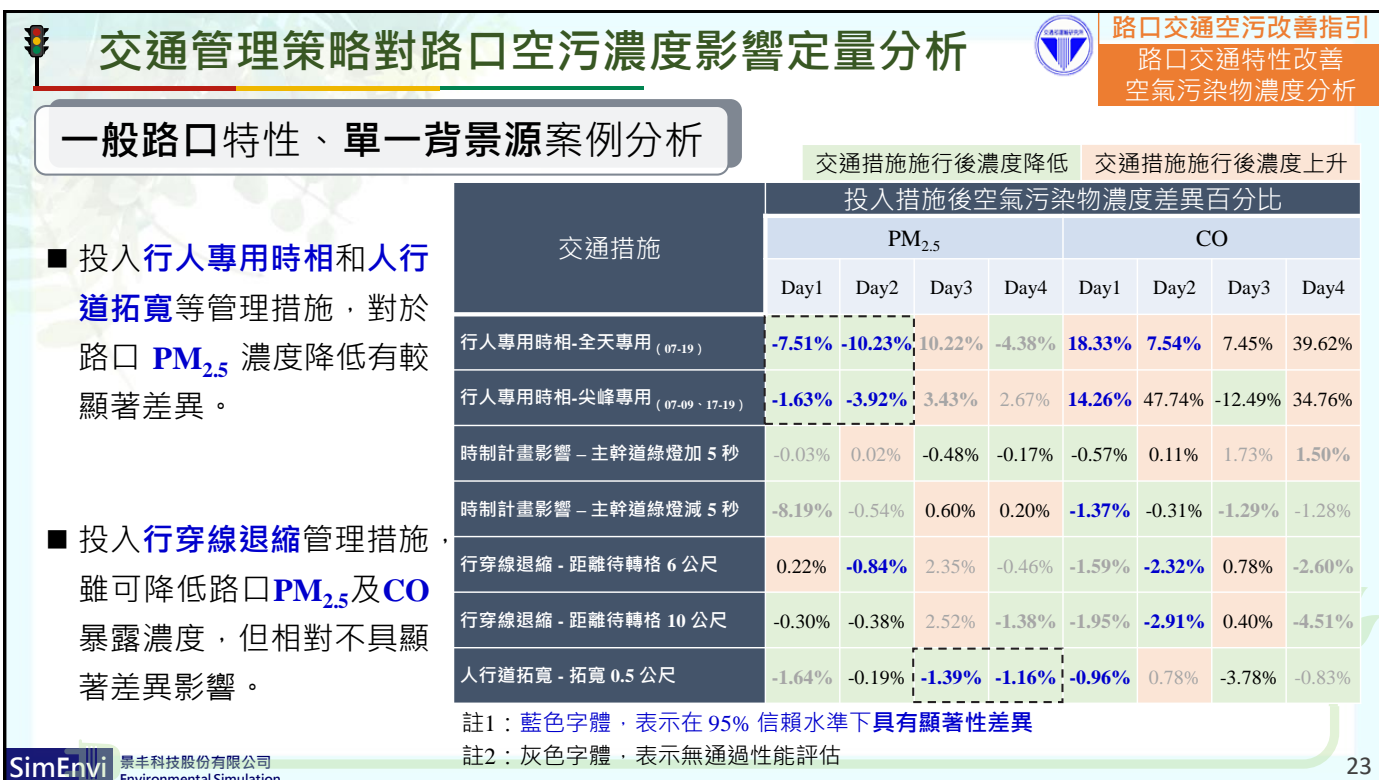 交通管理策略對路口空污濃度影響定量分析
路口交通空污改善指引
路口交通特性改善
空氣污染物濃度分析
一般路口特性、單一背景源案例分析
■ 投入行人專用時相和人行
道拓寬等管理措施，對於
路口 PM2.5 濃度降低有較
顯著差異。
■ 投入行穿線退縮管理措施，
雖可降低路口PM2.5及CO
暴露濃度，但相對不具顯
著差異影響。
交通措施施行後濃度降低 交通措施施行後濃度上升
交通措施 投入措施後空氣污染物濃度差異百分比
PM2.5 CO
Day1 Day2 Day3 Day4 Day1 Day2 Day3 Day4
行人專用時相-全天專用（07-19） -7.51% -10.23% 10.22% -4.38% 18.33% 7.54% 7.45% 39.62%
行人專用時相-尖峰專用（07-09、17-19） -1.63% -3.92% 3.43% 2.67% 14.26% 47.74% -12.49% 34.76%
時制計畫影響 – 主幹道綠燈加 5 秒 -0.03% 0.02% -0.48% -0.17% -0.57% 0.11% 1.73% 1.50%
時制計畫影響 – 主幹道綠燈減 5 秒 -8.19% -0.54% 0.60% 0.20% -1.37% -0.31% -1.29% -1.28%
行穿線退縮 - 距離待轉格 6 公尺 0.22% -0.84% 2.35% -0.46% -1.59% -2.32% 0.78% -2.60%
行穿線退縮 - 距離待轉格 10 公尺 -0.30% -0.38% 2.52% -1.38% -1.95% -2.91% 0.40% -4.51%
人行道拓寬 - 拓寬 0.5 公尺 -1.64% -0.19% -1.39% -1.16% -0.96% 0.78% -3.78% -0.83%
註1：藍色字體，表示在 95% 信賴水準下具有顯著性差異
註2：灰色字體，表示無通過性能評估
SimEnvi 景丰科技股份有限公司
Environmental Simulation
23